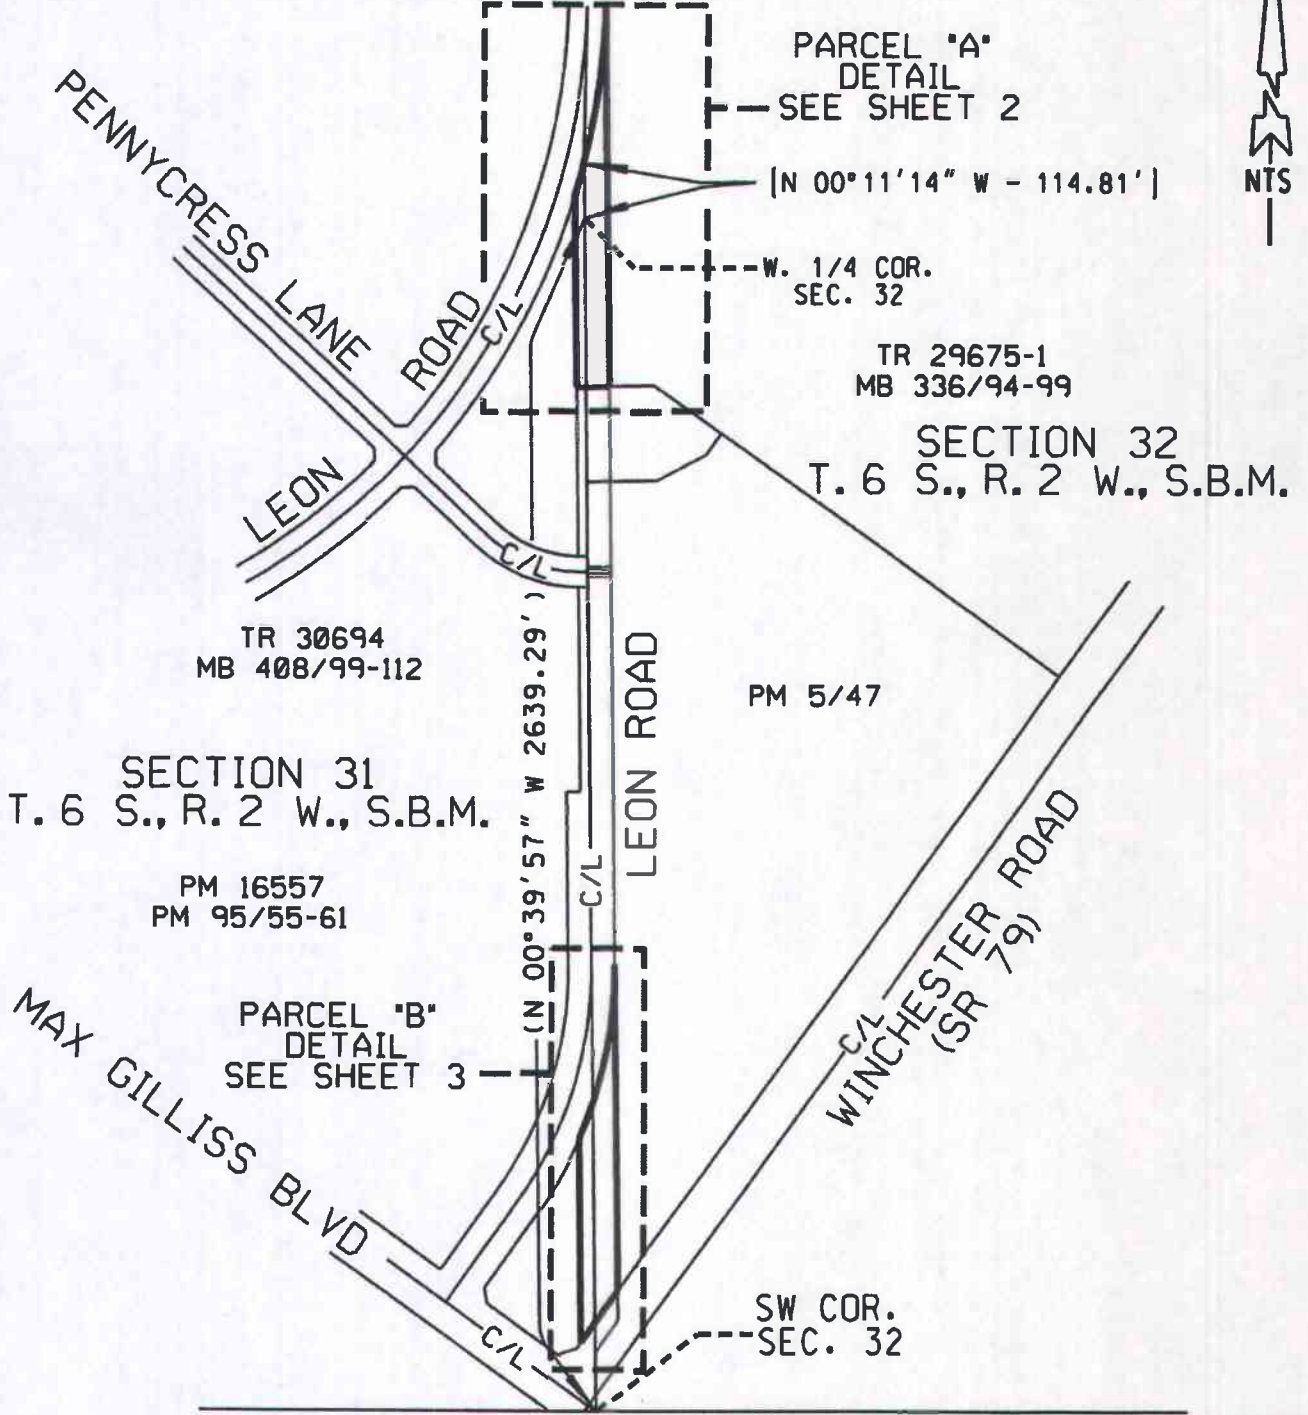 PARCEL "A"
DETAIL
SEE SHEET 2
N
NTS
[N 00°11'14" W - 114.81']
W. 1/4 COR.
SEC. 32
PENNYCRESS LANE
LEON ROAD
C/L
C/L
TR 29675-1
MB 336/94-99
SECTION 32
T. 6 S., R. 2 W., S.B.M.
TR 30694
MB 408/99-112
(N 00°39'57" W 2639.29')
LEON ROAD
C/L
PM 5/47
SECTION 31
T. 6 S., R. 2 W., S.B.M.
PM 16557
PM 95/55-61
PARCEL "B"
DETAIL
SEE SHEET 3
C/L
WINCHESTER ROAD
(SR 79)
MAX GILLISS BLVD
C/L
SW COR.
SEC. 32